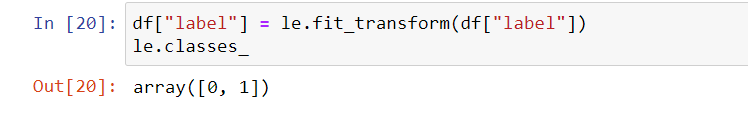 In [20]: df["label"] = le.fit_transform(df["label"])
le.classes_
Out[20]: array([0, 1])